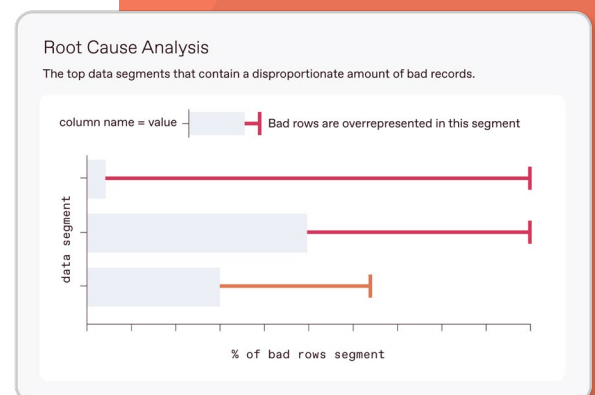 Root Cause Analysis
The top data segments that contain a disproportionate amount of bad records.
column name = value
Bad rows are overrepresented in this segment
data segment
% of bad rows segment